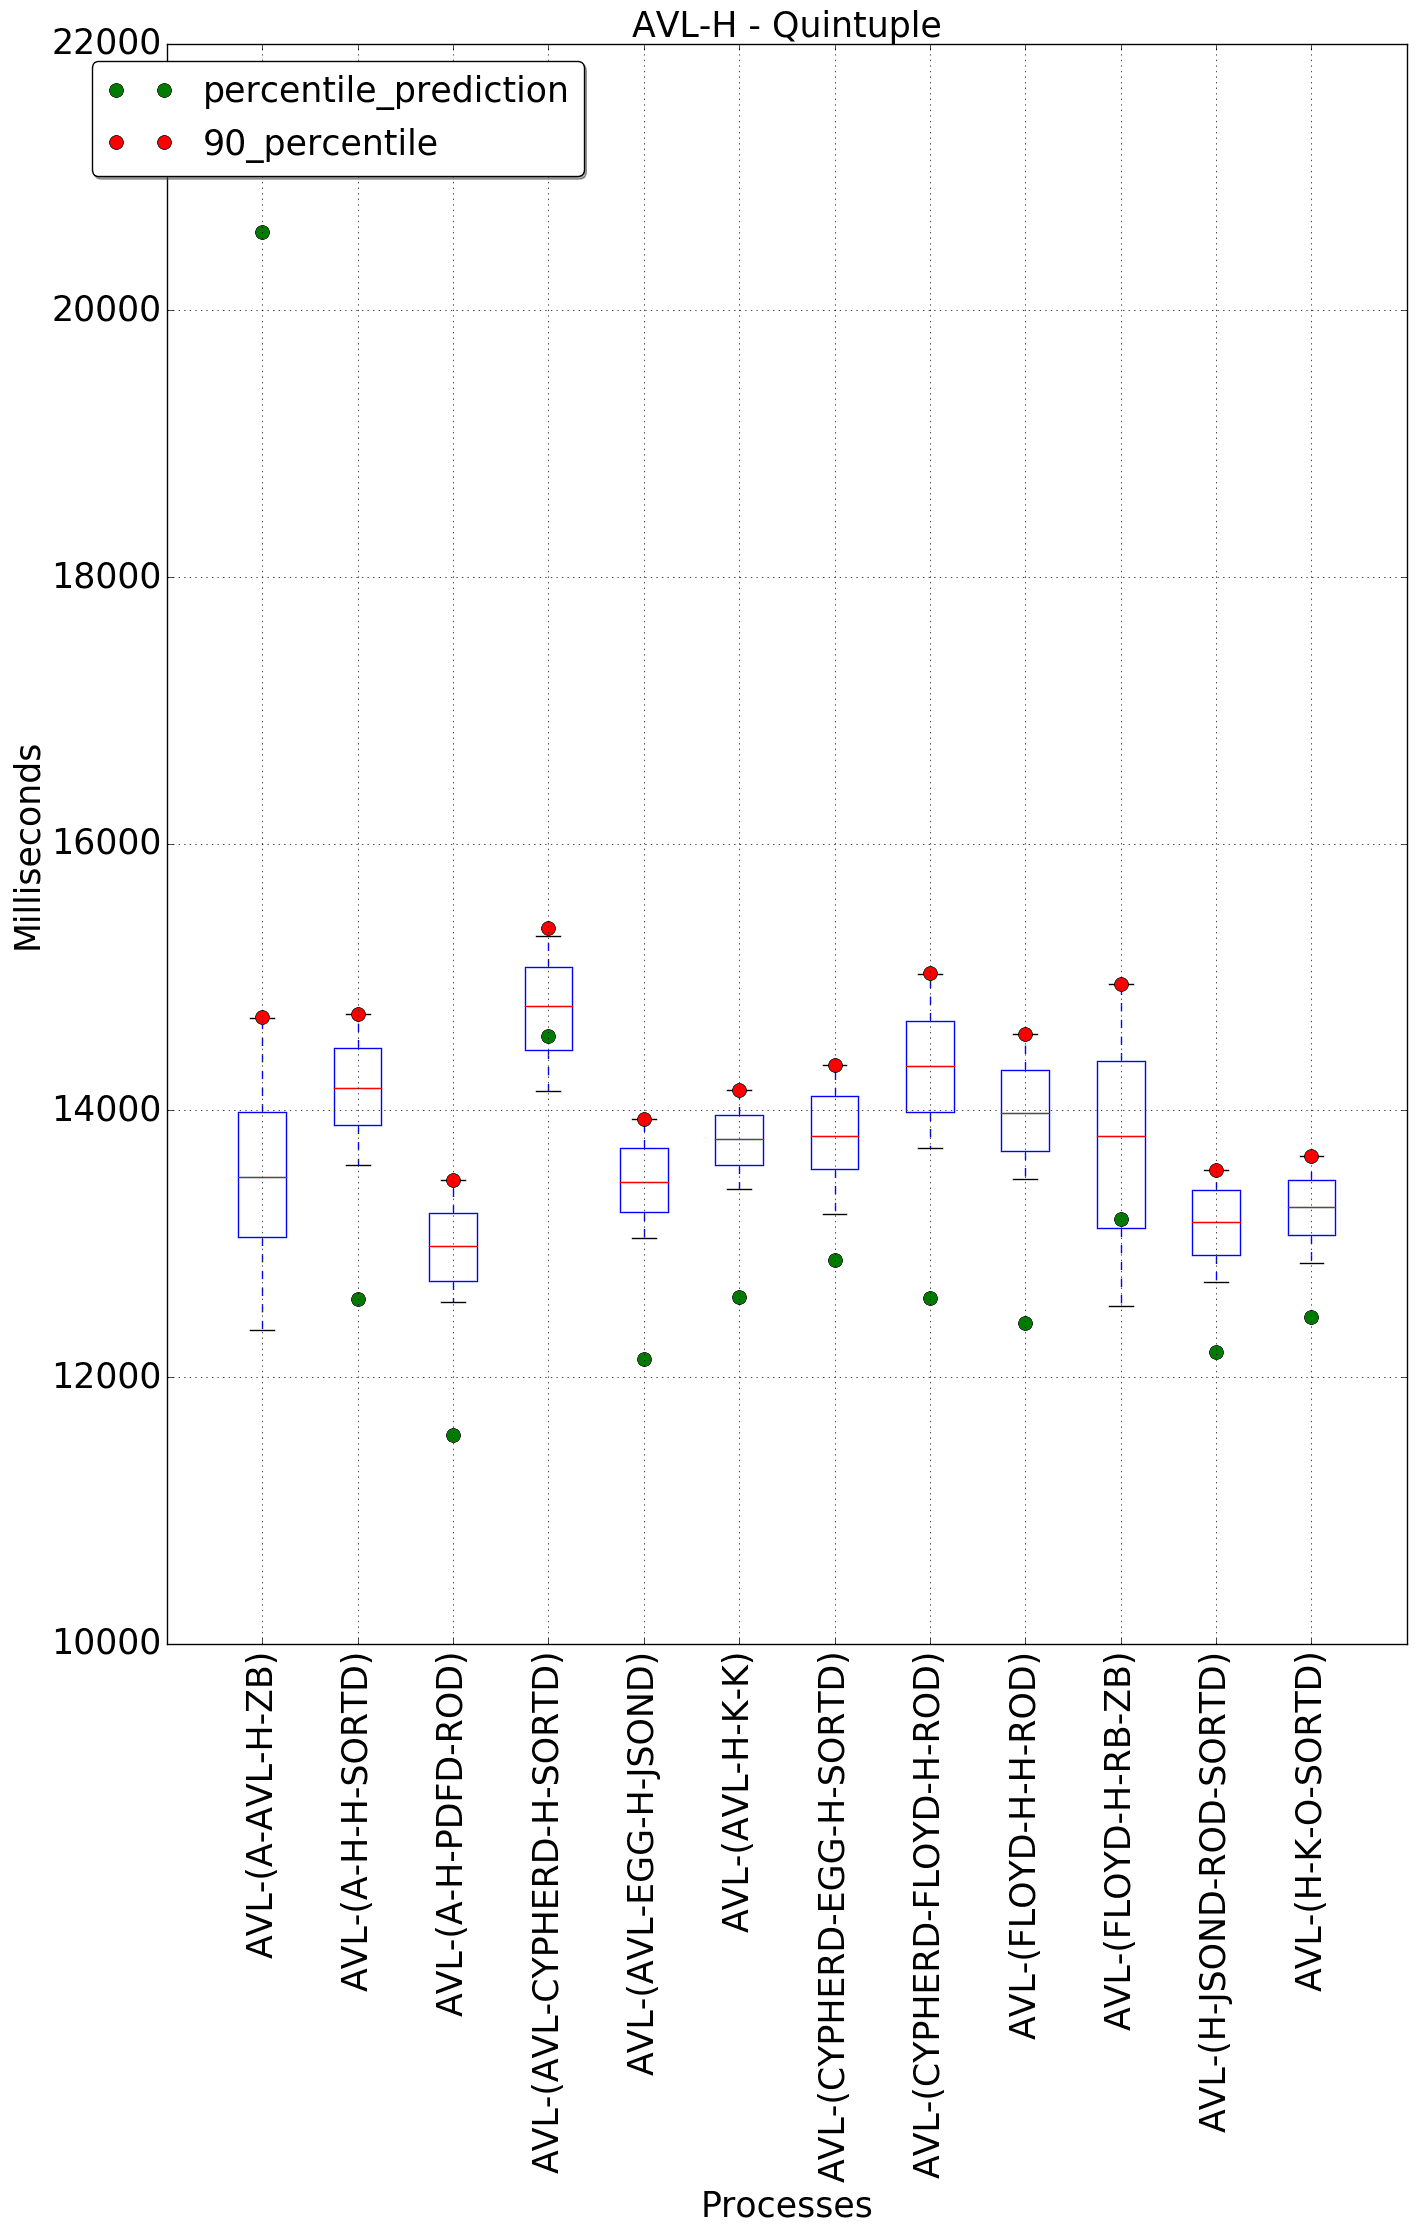 AVL-H - Quintuple
percentile_prediction
90_percentile
22000
20000
18000
16000
14000
12000
10000
Milliseconds
AVL-(A-AVL-H-ZB)
AVL-(A-H-H-SORTD)
AVL-(A-H-PDFD-ROD)
AVL-(AVL-CYPHERD-H-SORTD)
AVL-(AVL-EGG-H-JSOND)
AVL-(AVL-H-K-K)
AVL-(CYPHERD-EGG-H-SORTD)
AVL-(CYPHERD-FLOYD-H-ROD)
AVL-(FLOYD-H-H-ROD)
AVL-(FLOYD-H-RB-ZB)
AVL-(H-JSOND-ROD-SORTD)
AVL-(H-K-O-SORTD)
Processes